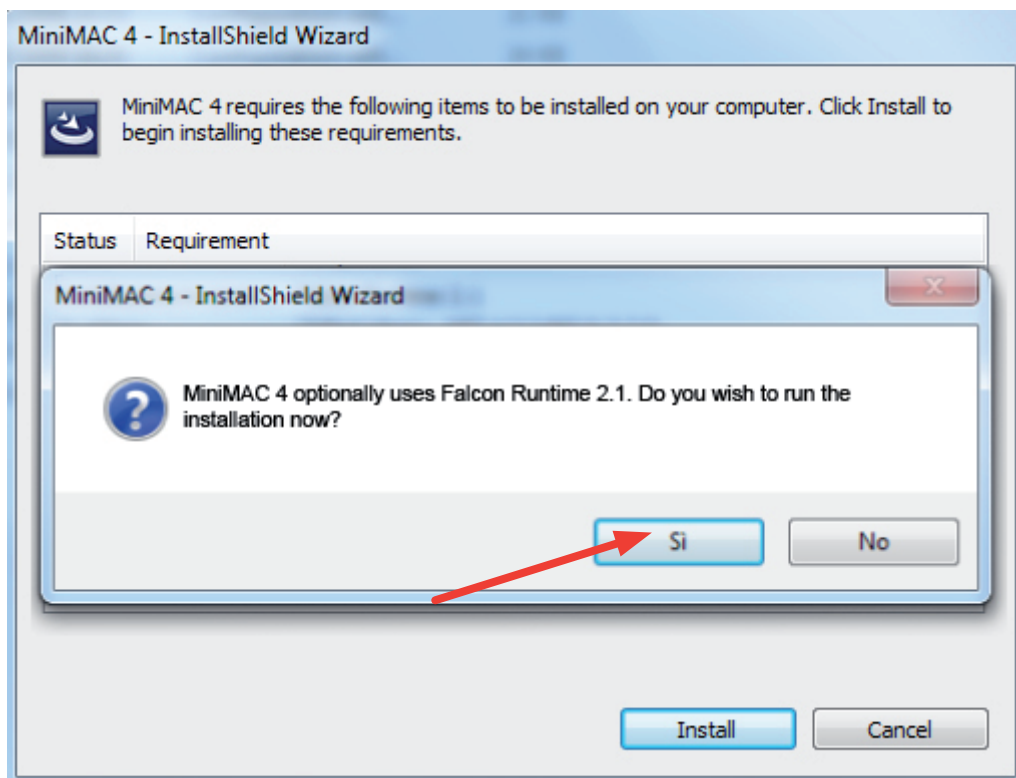 MiniMAC 4 - InstallShield Wizard
MiniMAC 4 requires the following items to be installed on your computer. Click Install to
begin installing these requirements.
Status Requirement
MiniMAC 4 - InstallShield Wizard
MiniMAC 4 optionally uses Falcon Runtime 2.1. Do you wish to run the
installation now?
Sì No
Install Cancel